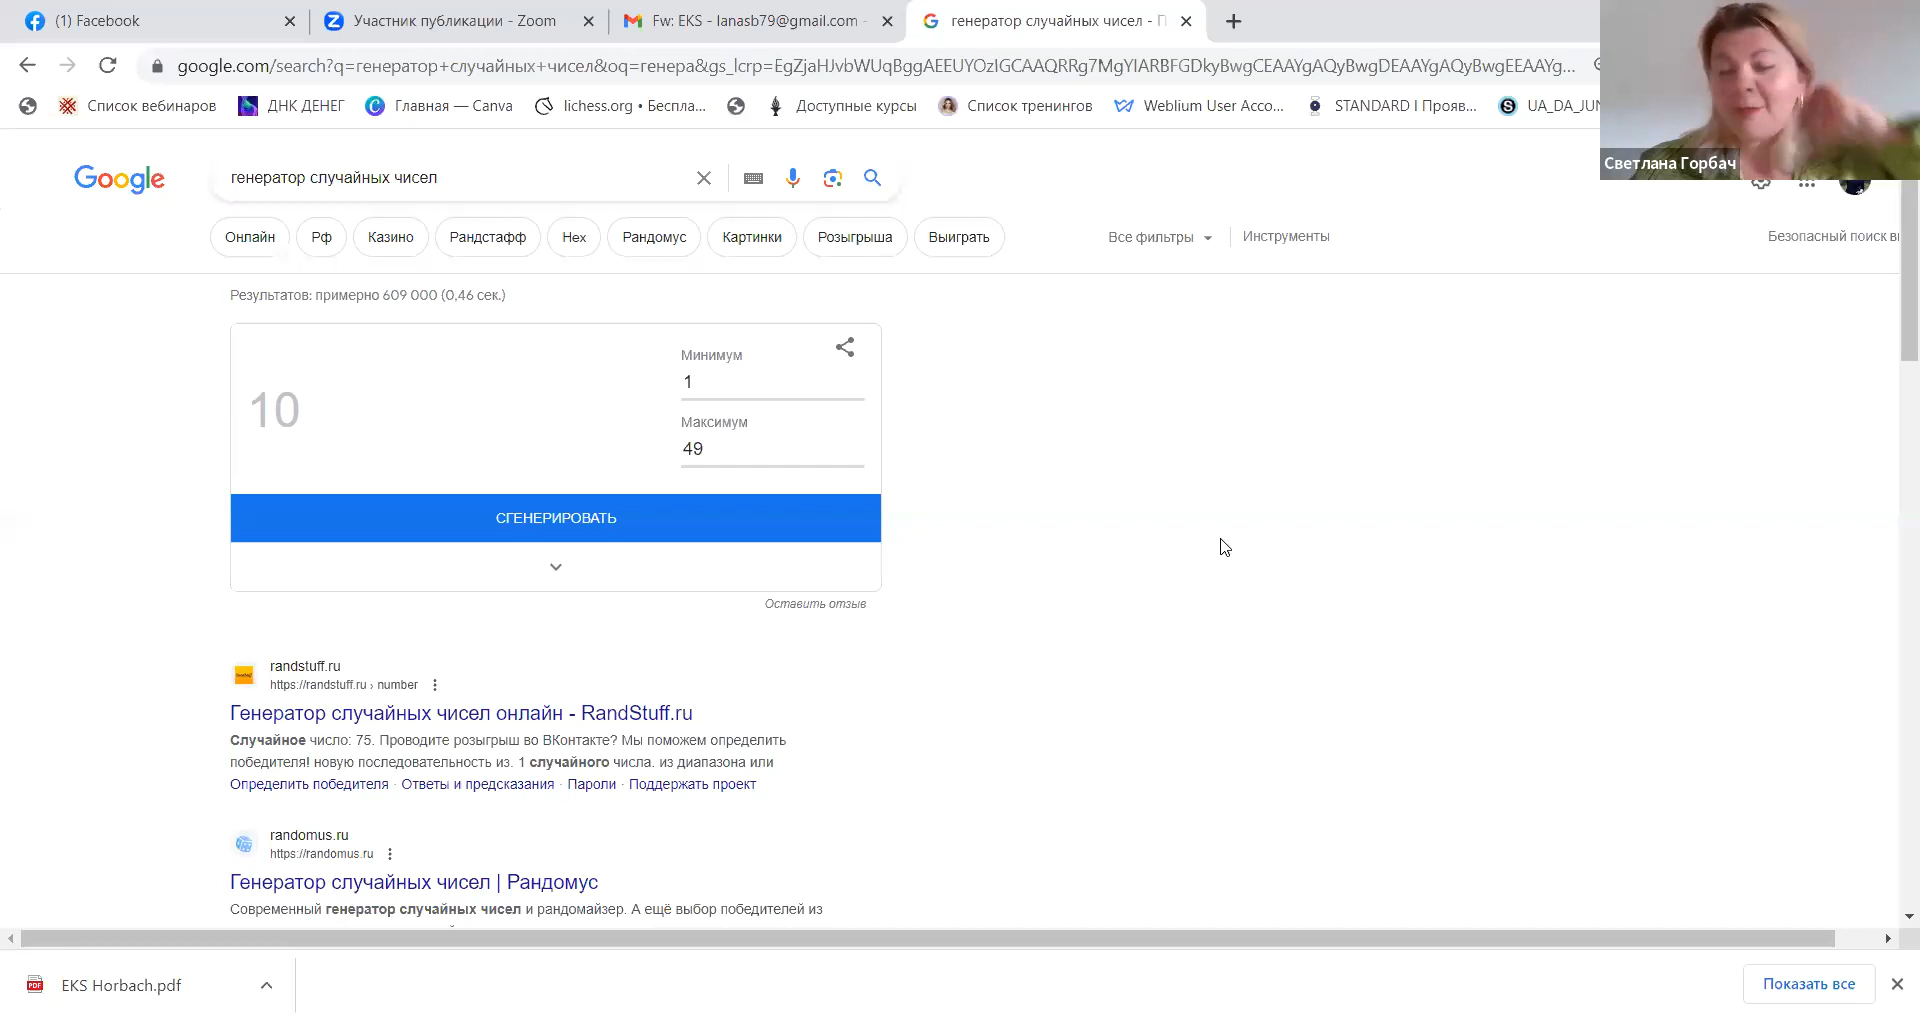 (1) Facebook
Участник публикации - Zoom
Fw: EKS - lanasb79@gmail.com -
генератор случайных чисел - П
google.com/search?q=генератор+случайных+чисел&oq=генера&gs_lcrp=EgZjaHJvbWUqBggAEEUYOzIGCAAQRRg7MgYIARBFGDkyBwgCEAAYgAQyBwgDEAAYgAQyBwgEEAAYg...
Список вебинаров
ДНК ДЕНЕГ
Главная — Canva
lichess.org • Беспла...
Доступные курсы
Список тренингов
Weblium User Acco...
STANDARD I Прояв...
UA_DA_JUN
Светлана Горбач
Google
генератор случайных чисел
Онлайн
Рф
Казино
Рандстафф
Hex
Рандомус
Картинки
Розыгрыша
Выиграть
Все фильтры
Инструменты
Безопасный поиск в
Результатов: примерно 609 000 (0,46 сек.)
10
Минимум
1
Максимум
49
СГЕНЕРИРОВАТЬ
Оставить отзыв
randstuff.ru
https://randstuff.ru › number
Генератор случайных чисел онлайн - RandStuff.ru
Случайное число: 75. Проводите розыгрыш во ВКонтакте? Мы поможем определить
победителя! новую последовательность из. 1 случайного числа. из диапазона или
Определить победителя · Ответы и предсказания · Пароли · Поддержать проект
randomus.ru
https://randomus.ru
Генератор случайных чисел | Рандомус
Современный генератор случайных чисел и рандомайзер. А ещё выбор победителей из
EKS Horbach.pdf
Показать все